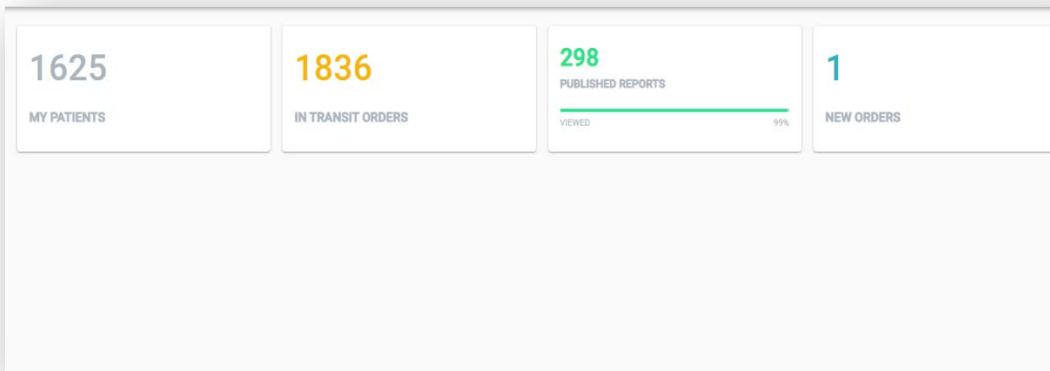 1625
MY PATIENTS
1836
IN TRANSIT ORDERS
298
PUBLISHED REPORTS
VIEWED 99%
1
NEW ORDERS